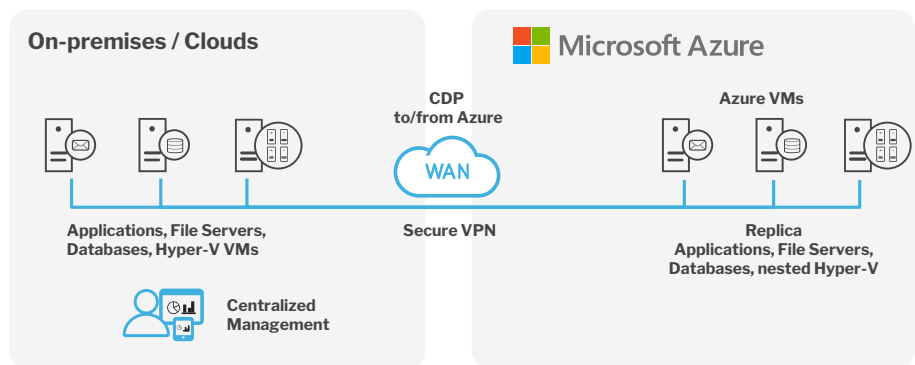 On-premises / Clouds
Microsoft Azure
CDP
to/from Azure
WAN
Secure VPN
Azure VMs
Applications, File Servers,
Databases, Hyper-V VMs
Replica
Applications, File Servers,
Databases, nested Hyper-V
Centralized
Management